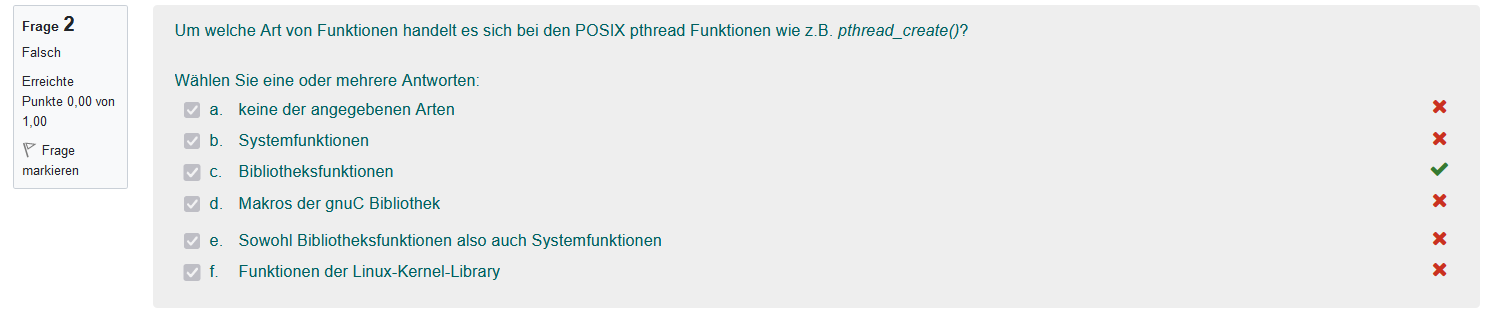 Frage 2
Falsch
Erreichte
Punkte 0,00 von
1,00
Frage
markieren
Um welche Art von Funktionen handelt es sich bei den POSIX pthread Funktionen wie z.B. pthread_create()?
Wählen Sie eine oder mehrere Antworten:
a. keine der angegebenen Arten
b. Systemfunktionen
c. Bibliotheksfunktionen
d. Makros der gnuC Bibliothek
e. Sowohl Bibliotheksfunktionen also auch Systemfunktionen
f. Funktionen der Linux-Kernel-Library